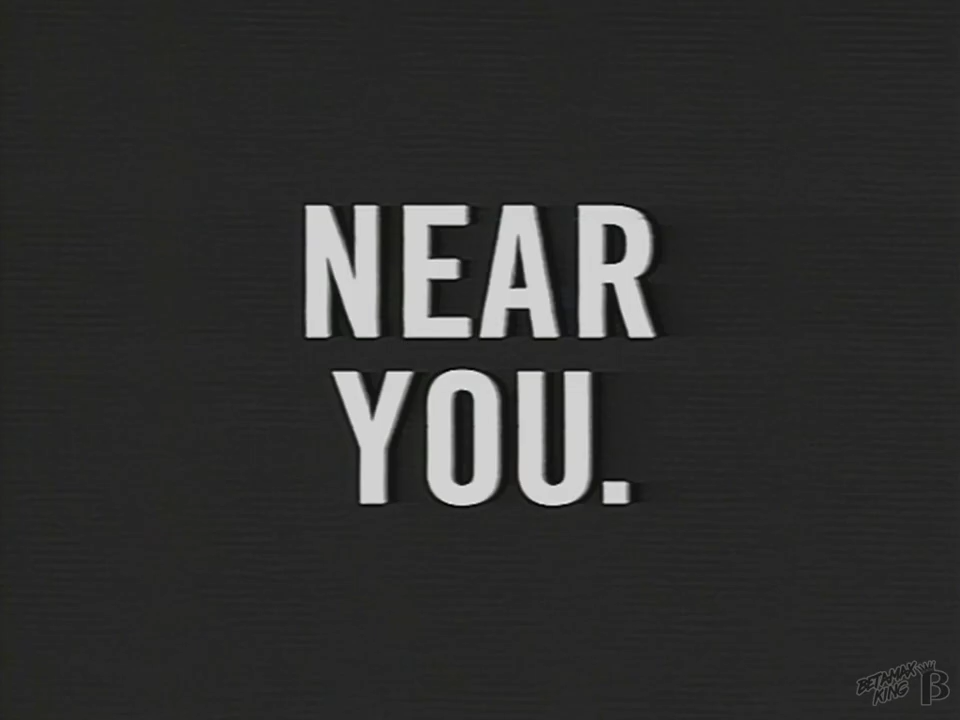 NEAR
YOU.
BETAMAX
KING
β